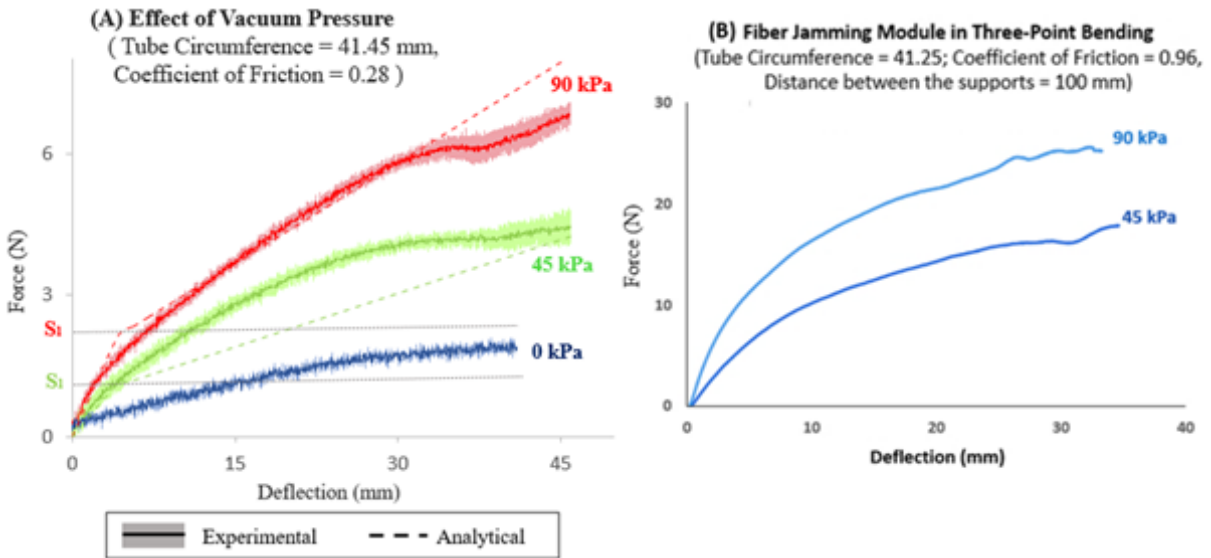 (A) Effect of Vacuum Pressure
( Tube Circumference = 41.45 mm,
Coefficient of Friction = 0.28 )
90 kPa
6
45 kPa
3
S₁
0 kPa
S₁
0
0
15
30
45
Force (N)
Deflection (mm)
Experimental
Analytical
(B) Fiber Jamming Module in Three-Point Bending
(Tube Circumference = 41.25; Coefficient of Friction = 0.96,
Distance between the supports = 100 mm)
30
90 kPa
20
45 kPa
10
0
0
10
20
30
40
Force (N)
Deflection (mm)